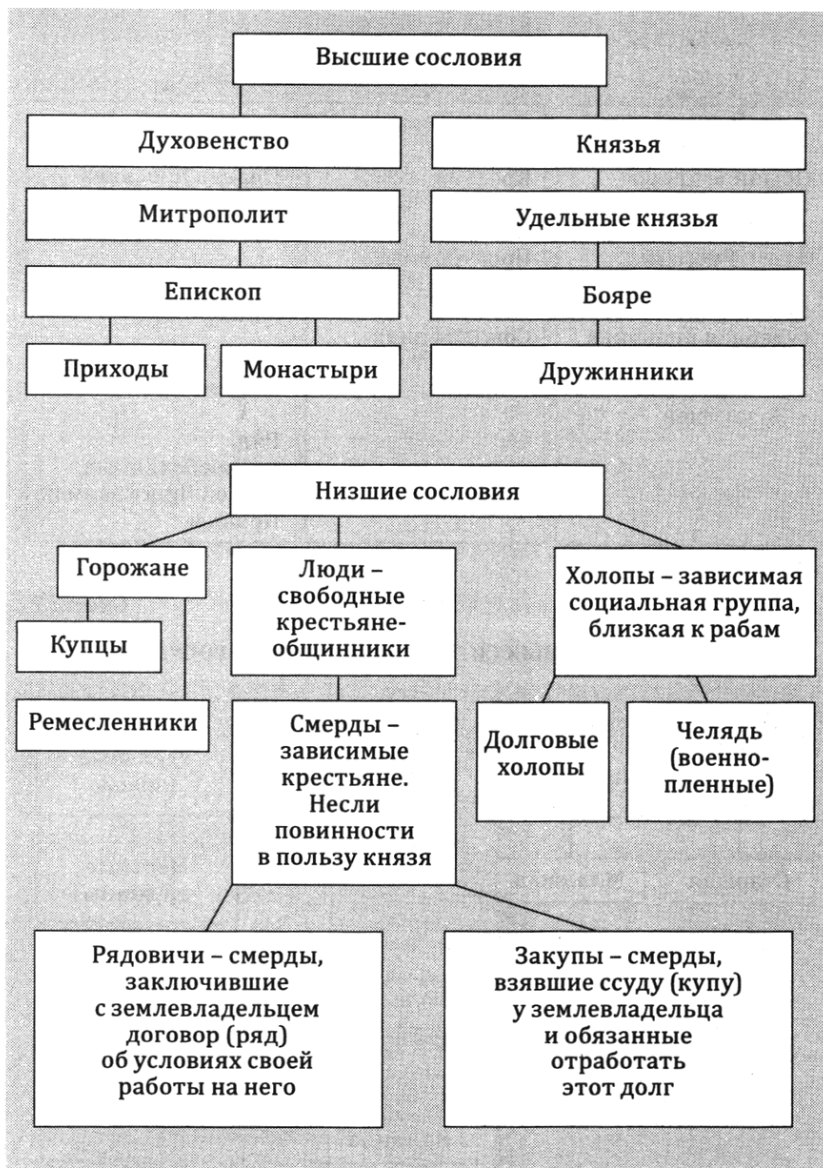 Высшие сословия
Духовенство
Князья
Митрополит
Удельные князья
Епископ
Бояре
Приходы
Монастыри
Дружинники
Низшие сословия
Горожане
Люди –
свободные
крестьяне-
общинники
Холопы – зависимая
социальная группа,
близкая к рабам
Купцы
Ремесленники
Смерды –
зависимые
крестьяне.
Несли
повинности
в пользу князя
Долговые
холопы
Челядь
(военно-
пленные)
Рядовичи – смерды,
заключившие
с землевладельцем
договор (ряд)
об условиях своей
работы на него
Закупы – смерды,
взявшие ссуду (купу)
у землевладельца
и обязанные
отработать
этот долг